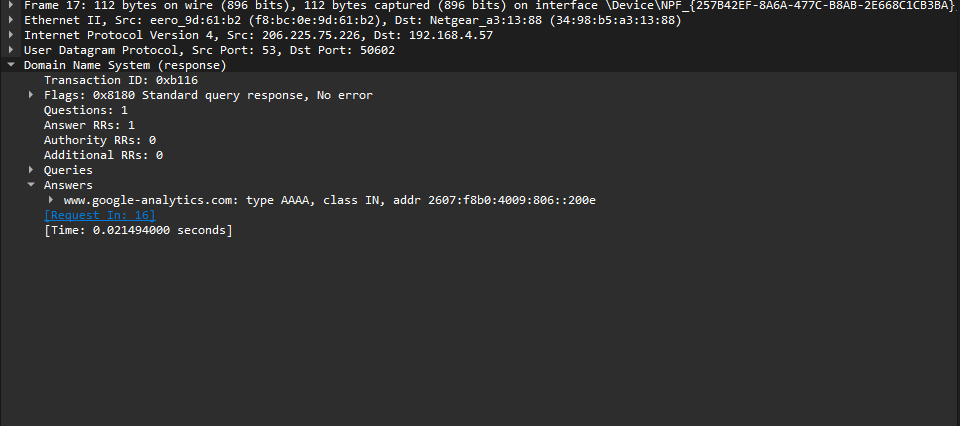 Frame 17: 112 bytes on wire (896 bits), 112 bytes captured (896 bits) on interface \Device\NPF_{257B42EF-8A6A-477C-B8AB-2E668C1CB3BA}
Ethernet II, Src: eero_9d:61:b2 (f8:bc:0e:9d:61:b2), Dst: Netgear_a3:13:88 (34:98:b5:a3:13:88)
Internet Protocol Version 4, Src: 206.225.75.226, Dst: 192.168.4.57
User Datagram Protocol, Src Port: 53, Dst Port: 50602
Domain Name System (response)
Transaction ID: 0xb116
Flags: 0x8180 Standard query response, No error
Questions: 1
Answer RRs: 1
Authority RRs: 0
Additional RRs: 0
Queries
Answers
www.google-analytics.com: type AAAA, class IN, addr 2607:f8b0:4009:806::200e
[Request In: 16]
[Time: 0.021494000 seconds]